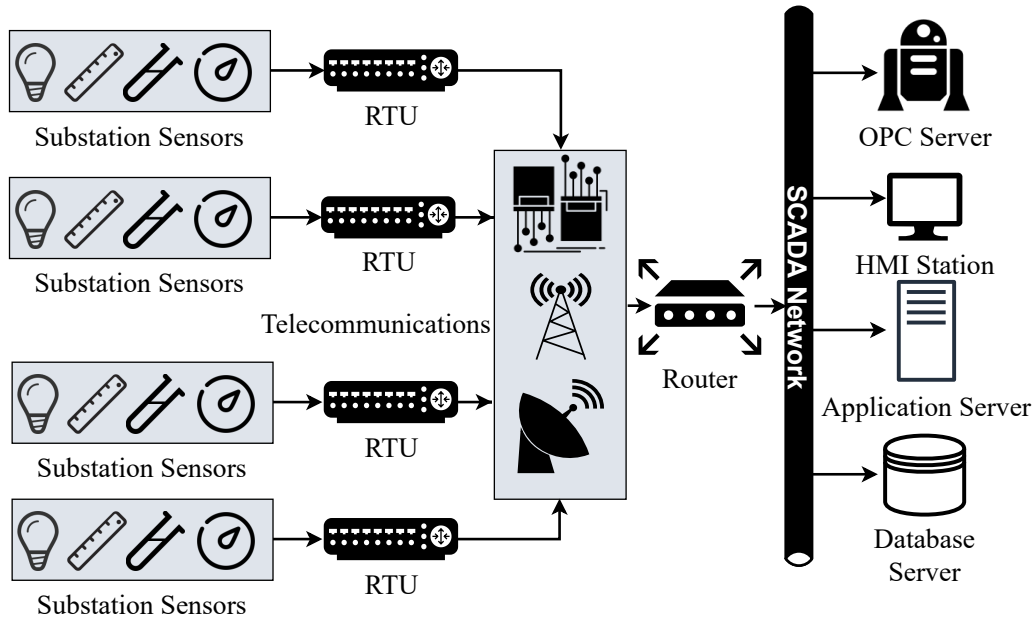 Substation Sensors
RTU
OPC Server
Substation Sensors
RTU
SCADA Network
HMI Station
Telecommunications
Router
Application Server
Substation Sensors
RTU
Database
Server
Substation Sensors
RTU